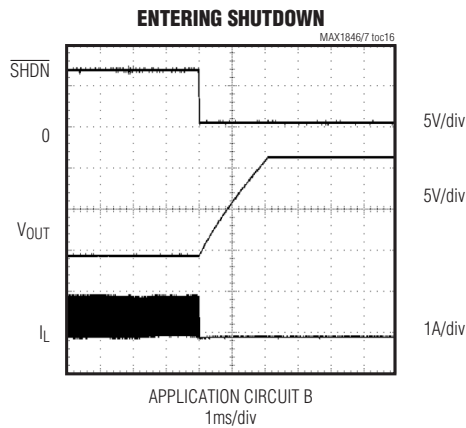 ENTERING SHUTDOWN
MAX1846/7 toc16
SHDN
0
5V/div
5V/div
VOUT
IL
1A/div
APPLICATION CIRCUIT B
1ms/div